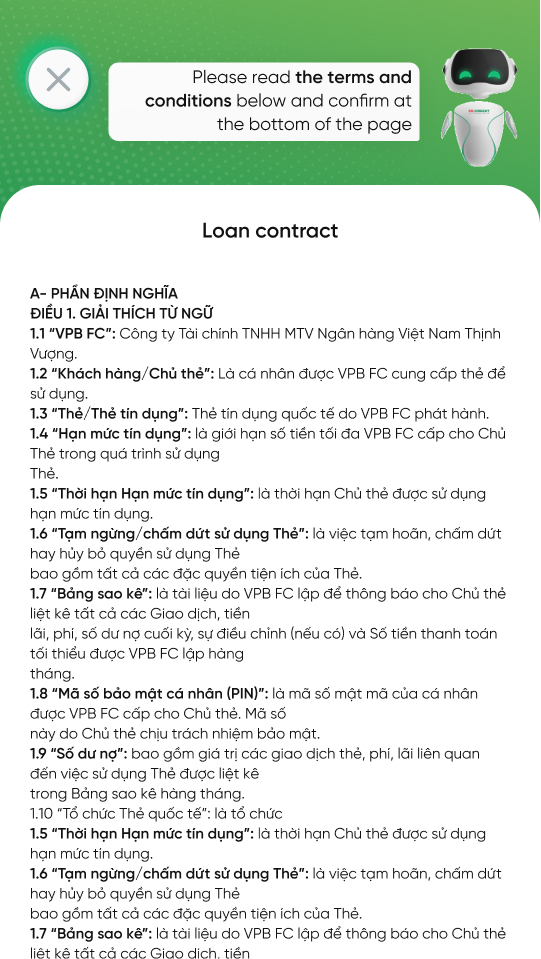 Please read the terms and
conditions below and confirm at
the bottom of the page
Loan contract
A- PHẦN ĐỊNH NGHĨA
ĐIỀU 1. GIẢI THÍCH TỪ NGỮ
1.1 “VPB FC”: Công ty Tài chính TNHH MTV Ngân hàng Việt Nam Thịnh
Vượng.
1.2 “Khách hàng/Chủ thẻ”: Là cá nhân được VPB FC cung cấp thẻ để
sử dụng.
1.3 “Thẻ/Thẻ tín dụng”: Thẻ tín dụng quốc tế do VPB FC phát hành.
1.4 “Hạn mức tín dụng”: là giới hạn số tiền tối đa VPB FC cấp cho Chủ
Thẻ trong quá trình sử dụng
Thẻ.
1.5 “Thời hạn Hạn mức tín dụng”: là thời hạn Chủ thẻ được sử dụng
hạn mức tín dụng.
1.6 “Tạm ngừng/chấm dứt sử dụng Thẻ”: là việc tạm hoãn, chấm dứt
hay hủy bỏ quyền sử dụng Thẻ
bao gồm tất cả các đặc quyền tiện ích của Thẻ.
1.7 “Bảng sao kê”: là tài liệu do VPB FC lập để thông báo cho Chủ thẻ
liệt kê tất cả các Giao dịch, tiền
lãi, phí, số dư nợ cuối kỳ, sự điều chỉnh (nếu có) và Số tiền thanh toán
tối thiểu được VPB FC lập hàng
tháng.
1.8 “Mã số bảo mật cá nhân (PIN)”: là mã số mật mã của cá nhân
được VPB FC cấp cho Chủ thẻ. Mã số
này do Chủ thẻ chịu trách nhiệm bảo mật.
1.9 “Số dư nợ”: bao gồm giá trị các giao dịch thẻ, phí, lãi liên quan
đến việc sử dụng Thẻ được liệt kê
trong Bảng sao kê hàng tháng.
1.10 “Tổ chức Thẻ quốc tế”: là tổ chức
1.5 “Thời hạn Hạn mức tín dụng”: là thời hạn Chủ thẻ được sử dụng
hạn mức tín dụng.
1.6 “Tạm ngừng/chấm dứt sử dụng Thẻ”: là việc tạm hoãn, chấm dứt
hay hủy bỏ quyền sử dụng Thẻ
bao gồm tất cả các đặc quyền tiện ích của Thẻ.
1.7 “Bảng sao kê”: là tài liệu do VPB FC lập để thông báo cho Chủ thẻ
liệt kê tất cả các Giao dịch, tiền